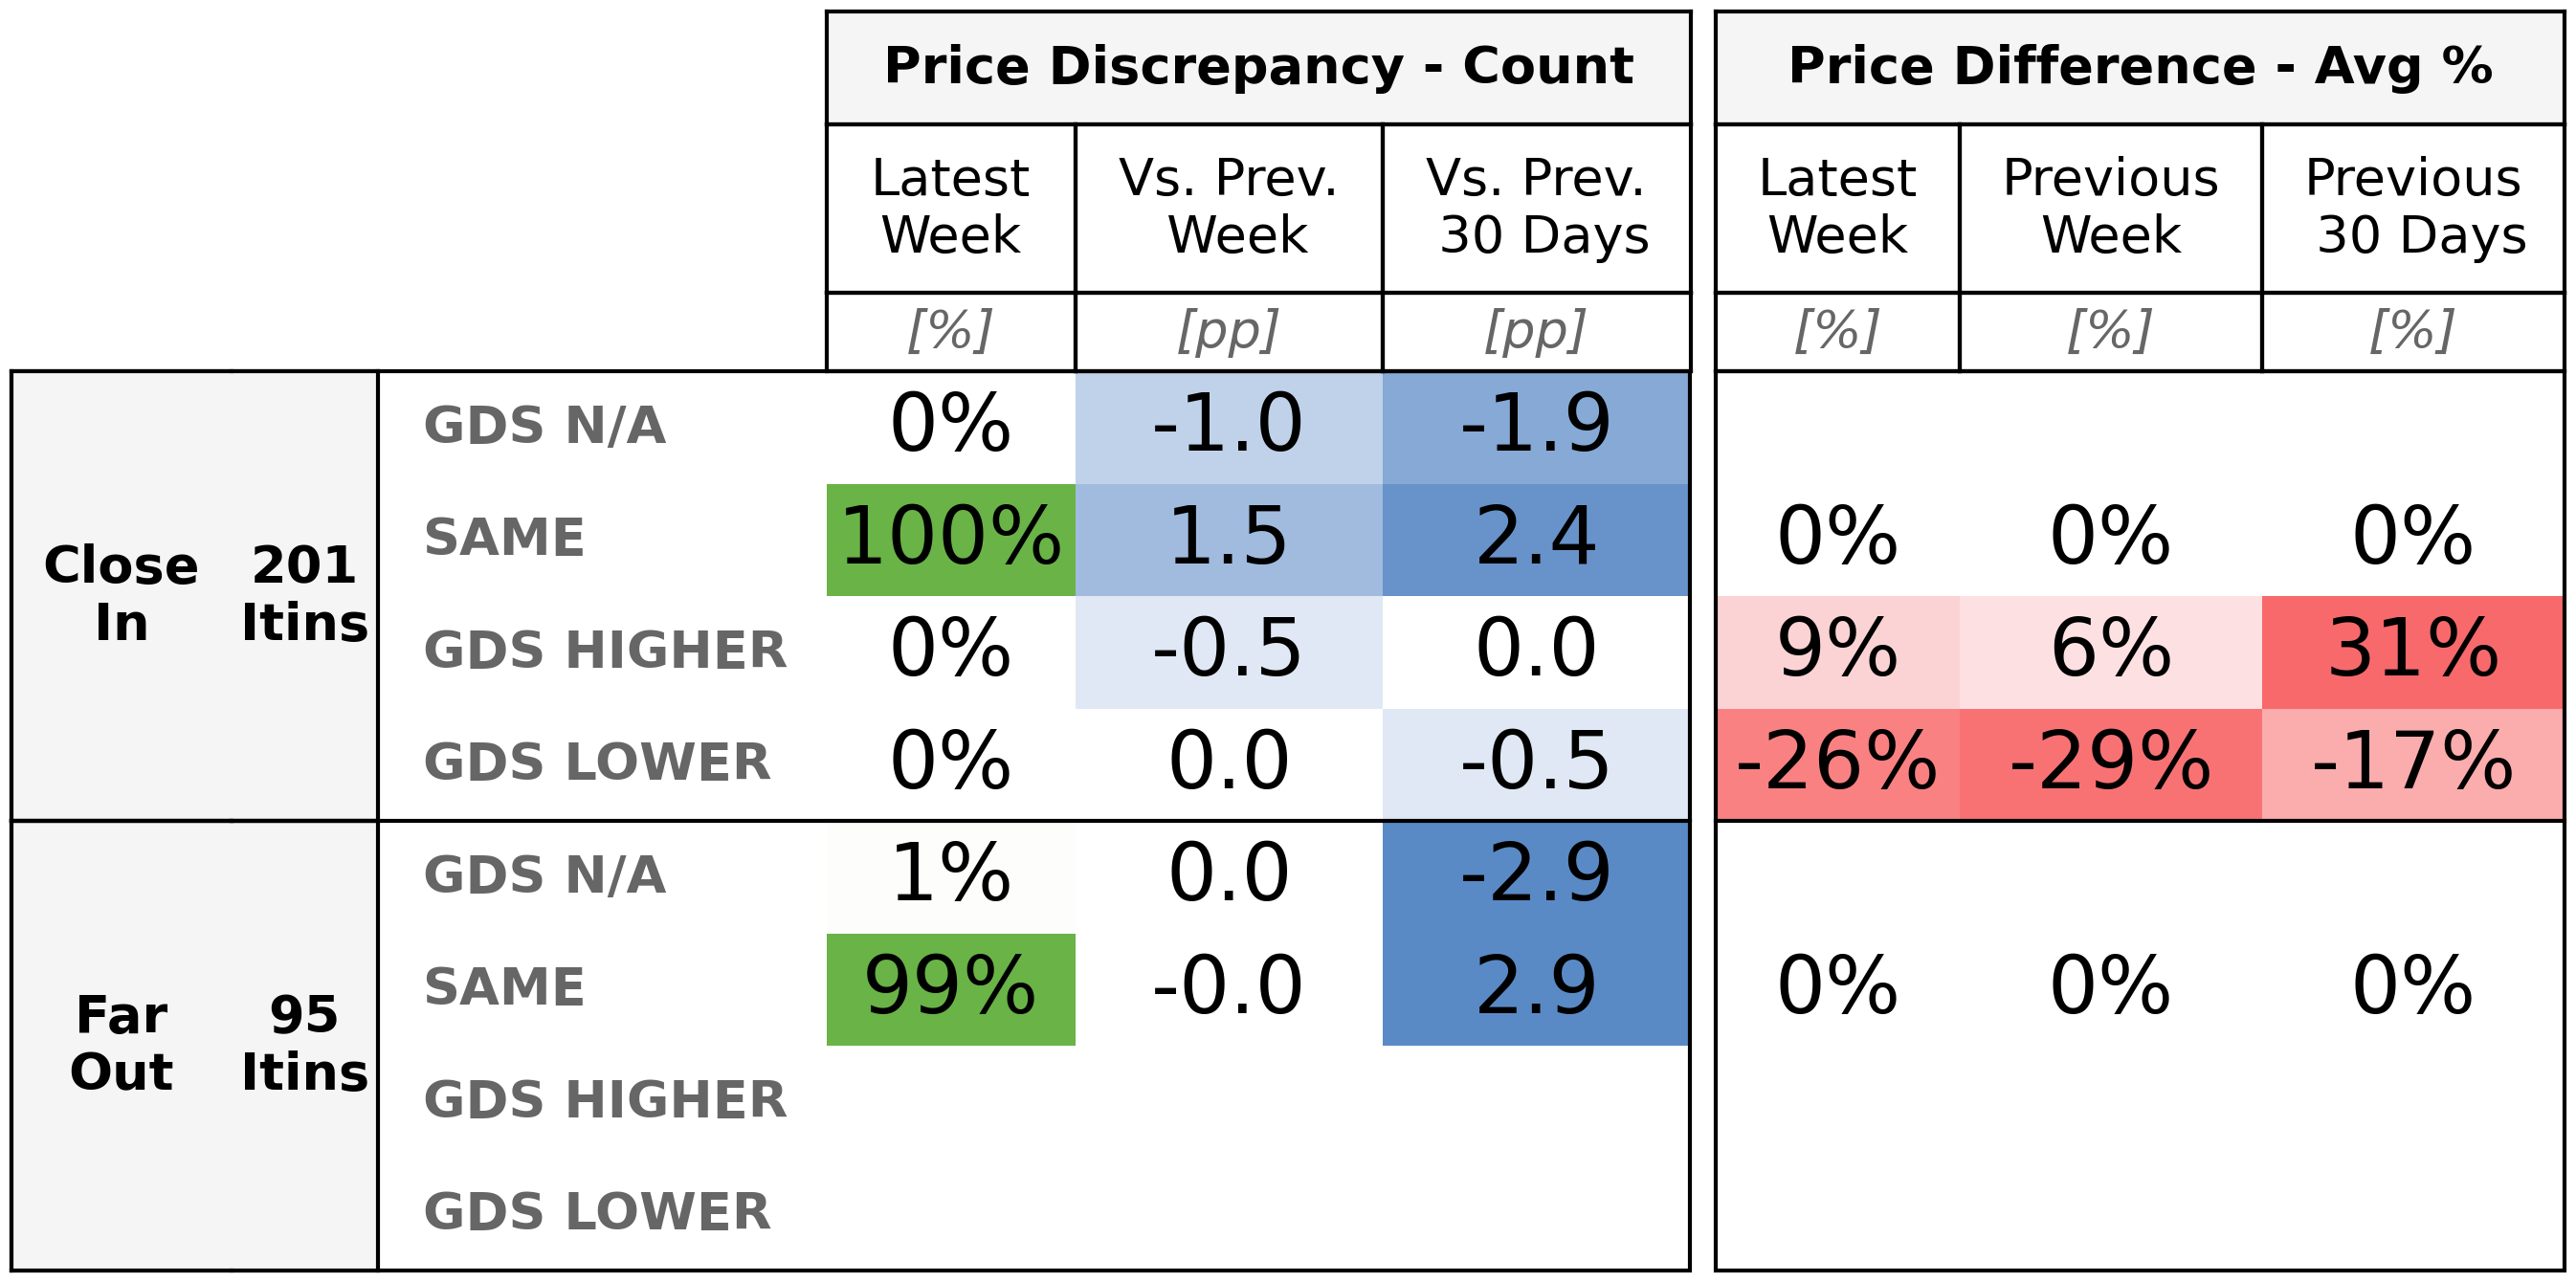 Price Discrepancy - Count Price Difference - Avg %
Latest Week Vs. Prev. Week Vs. Prev. 30 Days Latest Week Previous Week Previous 30 Days
[%] [pp] [pp] [%] [%] [%]
Close In 201 Itins
GDS N/A 0% -1.0 -1.9
SAME 100% 1.5 2.4 0% 0% 0%
GDS HIGHER 0% -0.5 0.0 9% 6% 31%
GDS LOWER 0% 0.0 -0.5 -26% -29% -17%
Far Out 95 Itins
GDS N/A 1% 0.0 -2.9
SAME 99% -0.0 2.9 0% 0% 0%
GDS HIGHER
GDS LOWER